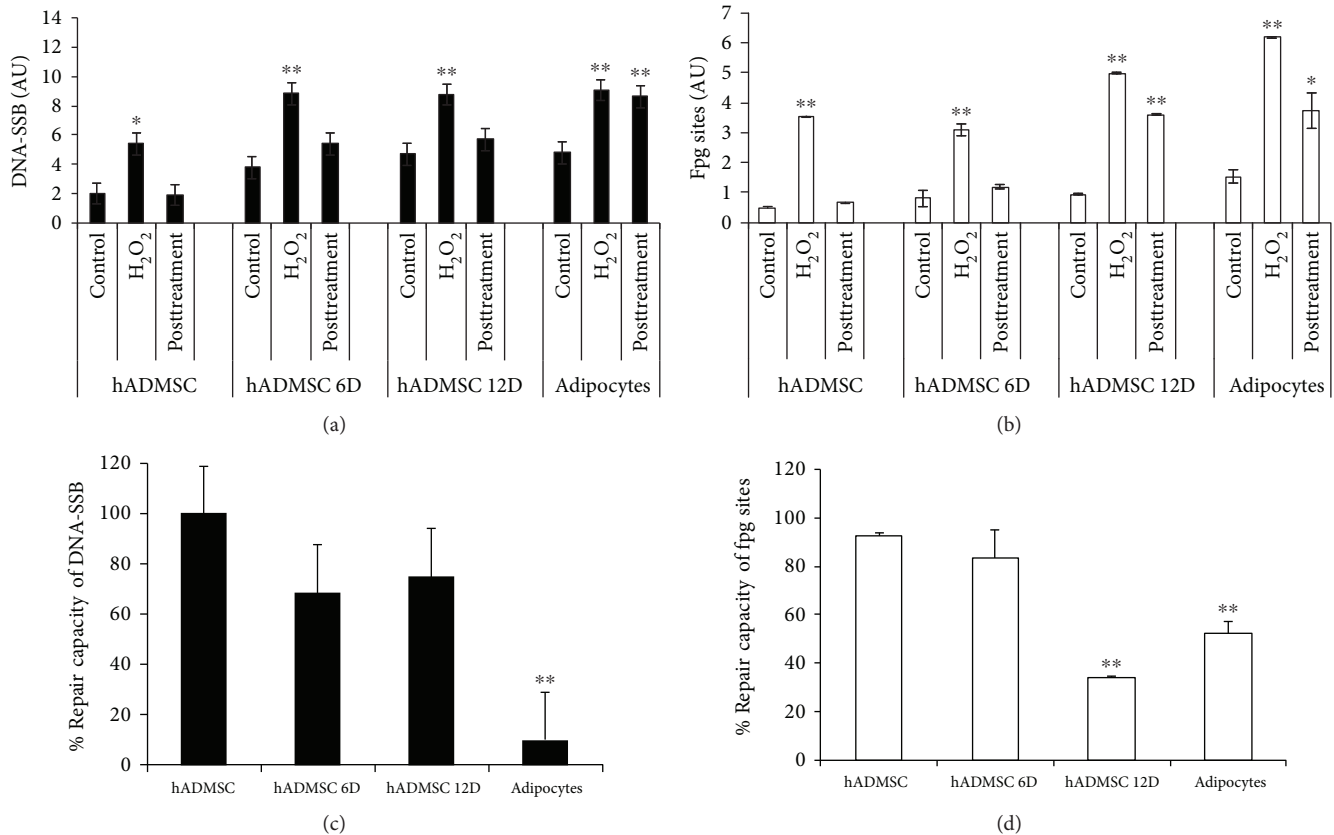 DNA-SSB (AU)
14
12
10
8
6
4
2
0
*
**
**
**
**
Control
H₂O₂
Posttreatment
Control
H₂O₂
Posttreatment
Control
H₂O₂
Posttreatment
Control
H₂O₂
Posttreatment
hADMSC
hADMSC 6D
hADMSC 12D
Adipocytes
(a)
Fpg sites (AU)
7
6
5
4
3
2
1
0
**
**
**
**
**
*
Control
H₂O₂
Posttreatment
Control
H₂O₂
Posttreatment
Control
H₂O₂
Posttreatment
Control
H₂O₂
Posttreatment
hADMSC
hADMSC 6D
hADMSC 12D
Adipocytes
(b)
% Repair capacity of DNA-SSB
120
100
80
60
40
20
0
**
hADMSC
hADMSC 6D
hADMSC 12D
Adipocytes
(c)
% Repair capacity of fpg sites
120
100
80
60
40
20
0
**
**
hADMSC
hADMSC 6D
hADMSC 12D
Adipocytes
(d)